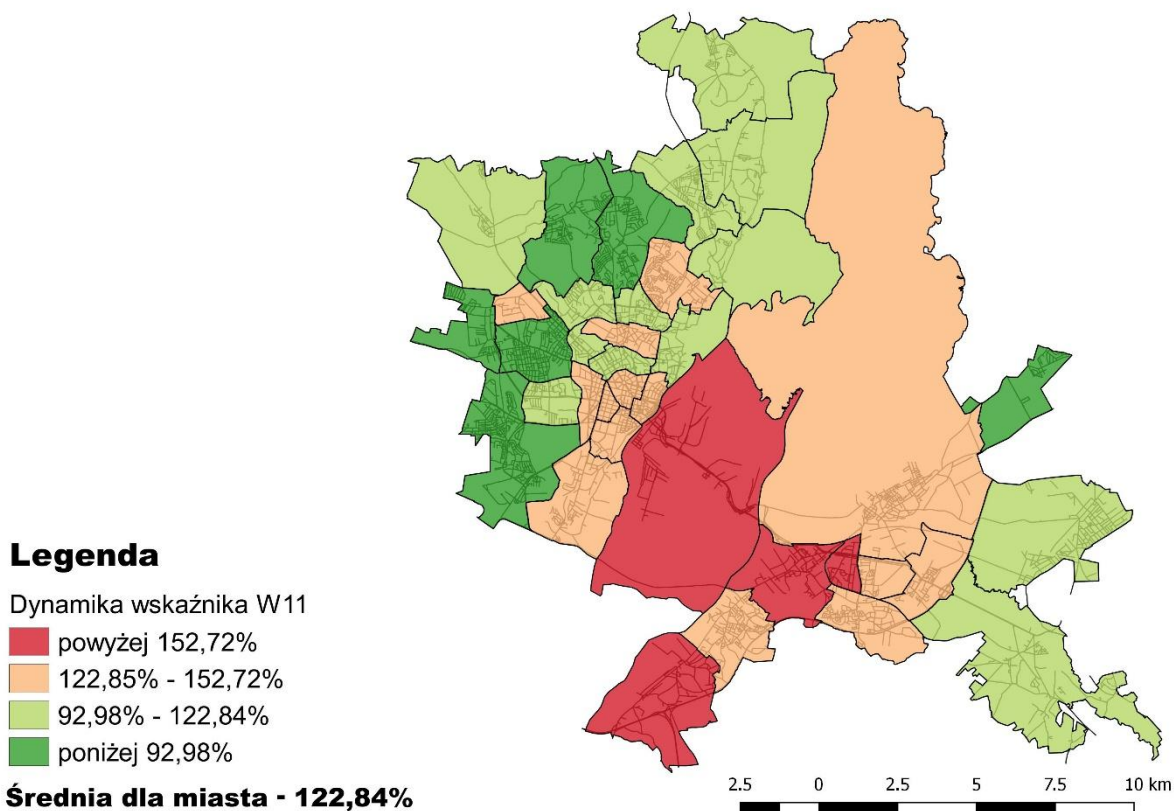 Legenda
Dynamika wskaźnika W11
powyżej 152,72%
122,85% - 152,72%
92,98% - 122,84%
poniżej 92,98%
Średnia dla miasta - 122,84%
2.5 0 2.5 5 7.5 10 km